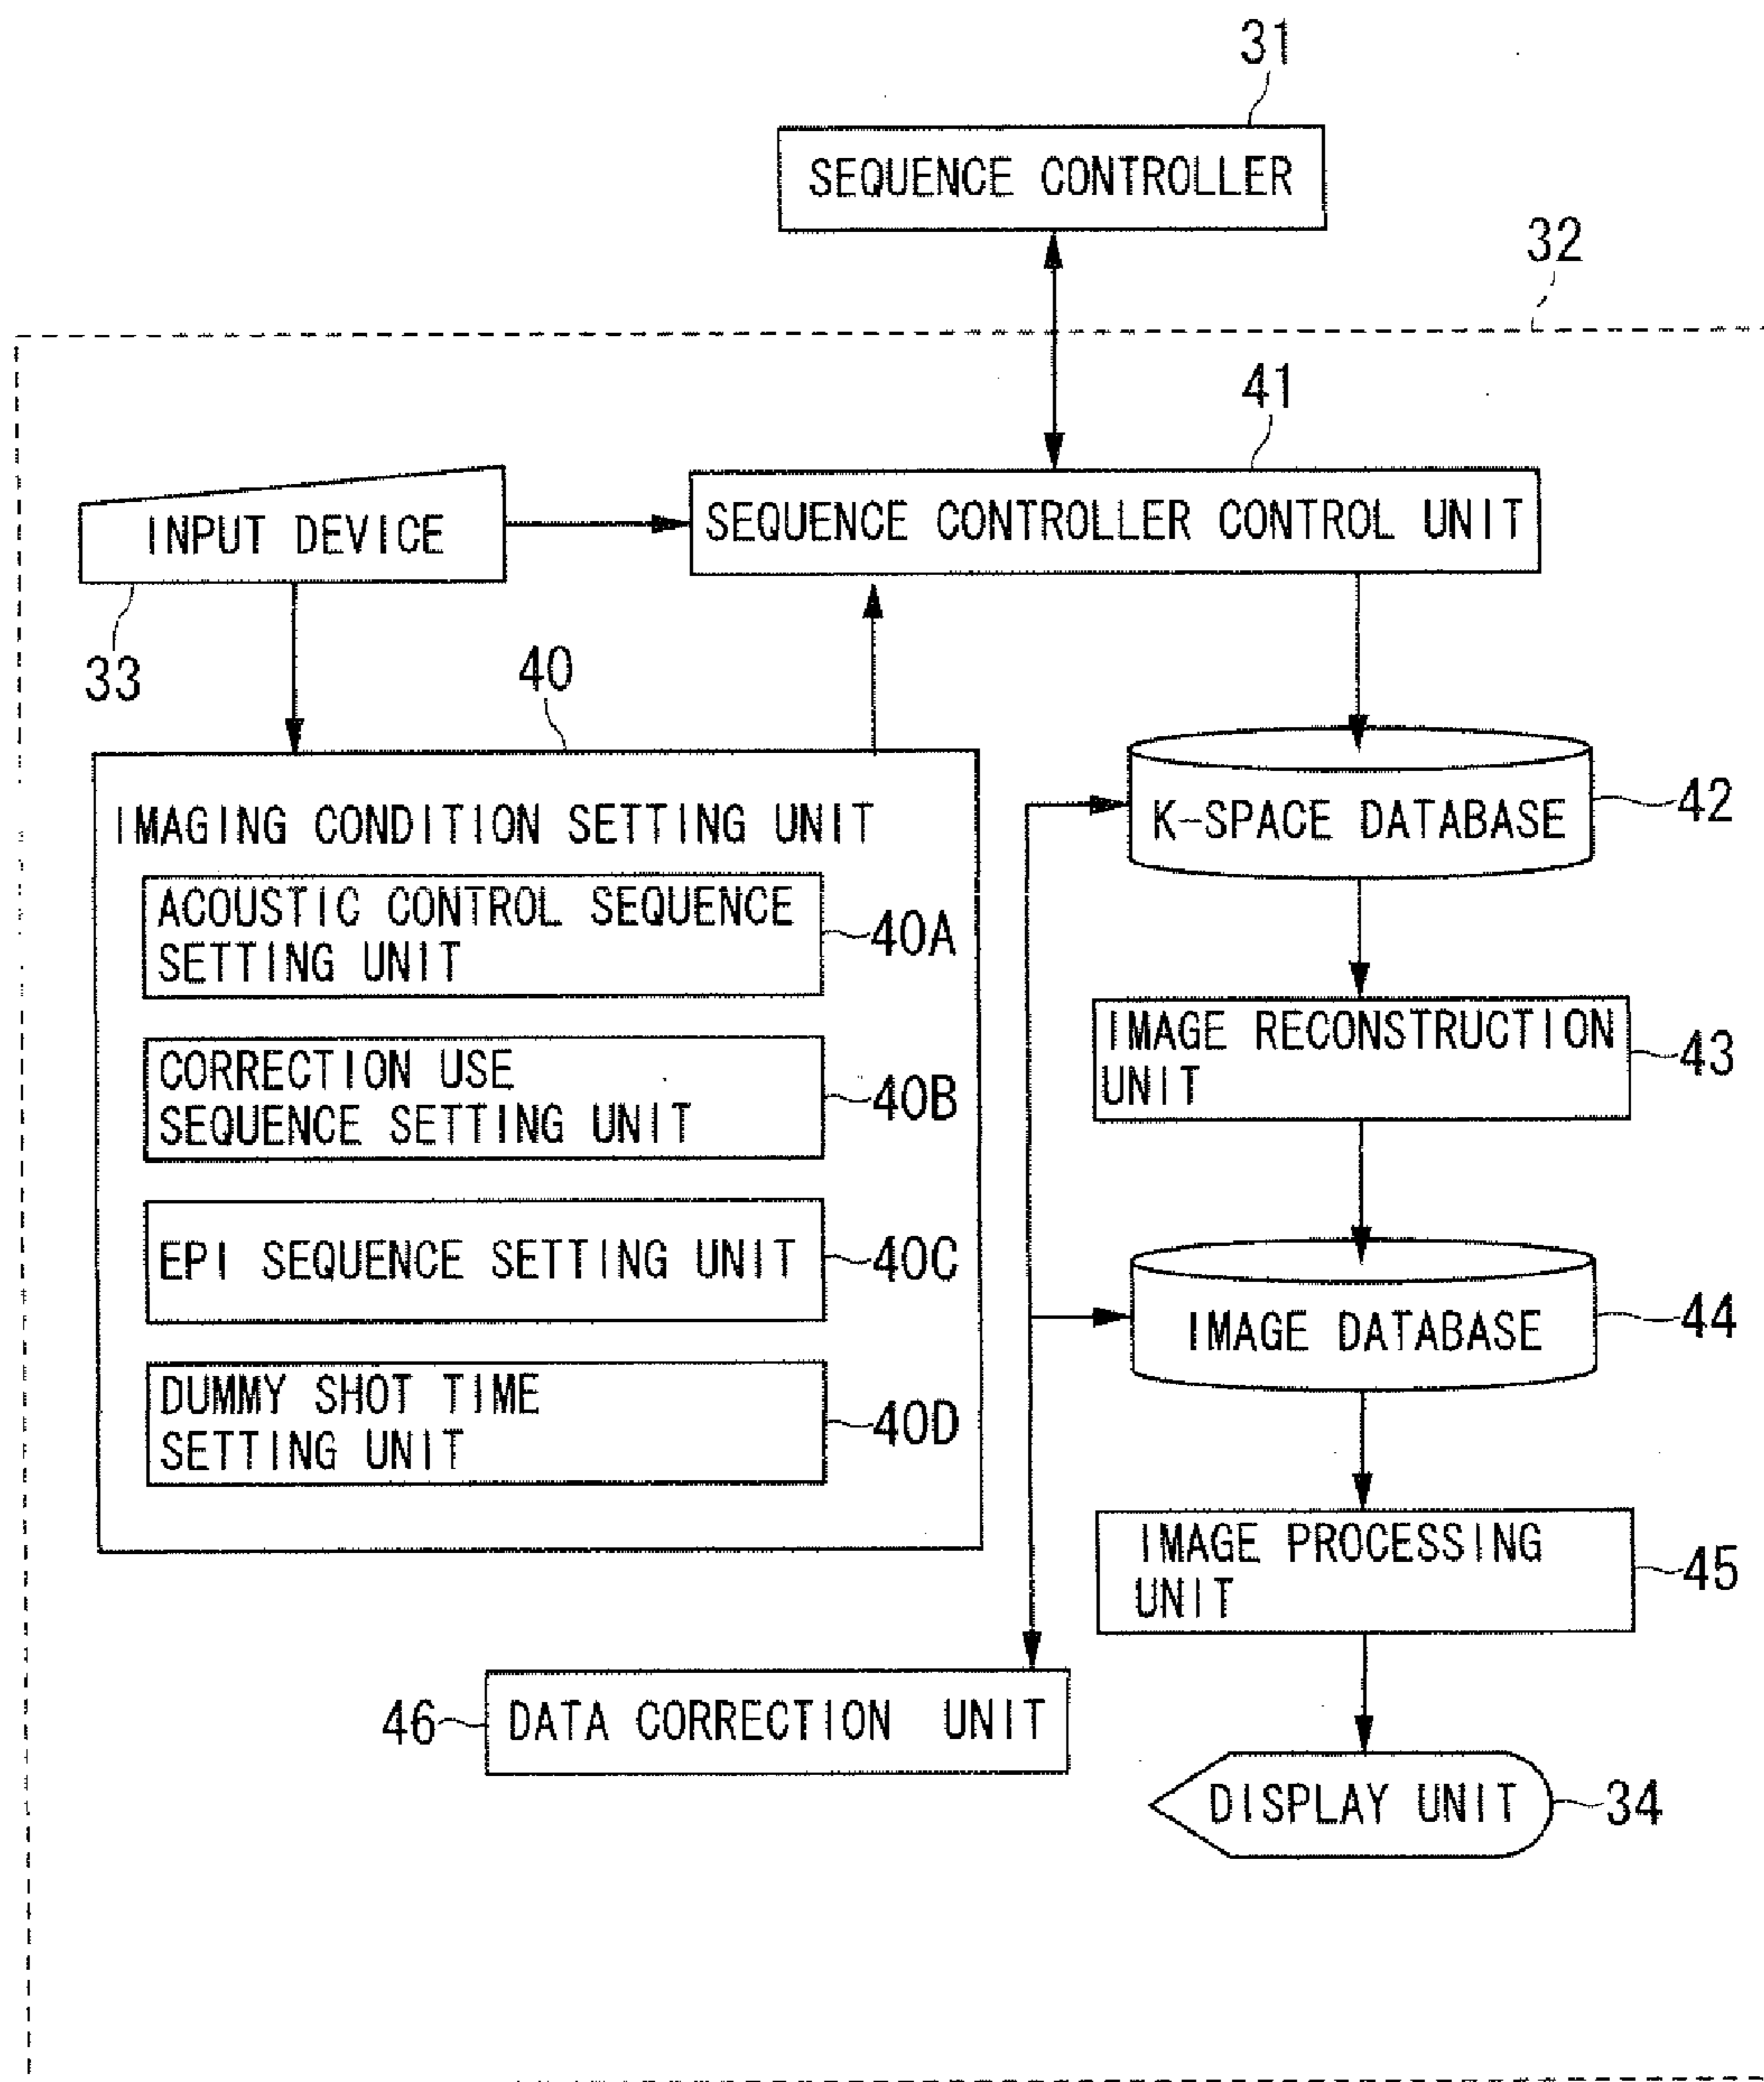 31
SEQUENCE CONTROLLER
32
41
SEQUENCE CONTROLLER CONTROL UNIT
INPUT DEVICE
33
40
IMAGING CONDITION SETTING UNIT
ACOUSTIC CONTROL SEQUENCE
SETTING UNIT
40A
CORRECTION USE
SEQUENCE SETTING UNIT
40B
EPI SEQUENCE SETTING UNIT
40C
DUMMY SHOT TIME
SETTING UNIT
40D
K-SPACE DATABASE
42
IMAGE RECONSTRUCTION
UNIT
43
IMAGE DATABASE
44
IMAGE PROCESSING
UNIT
45
46
DATA CORRECTION UNIT
DISPLAY UNIT
34